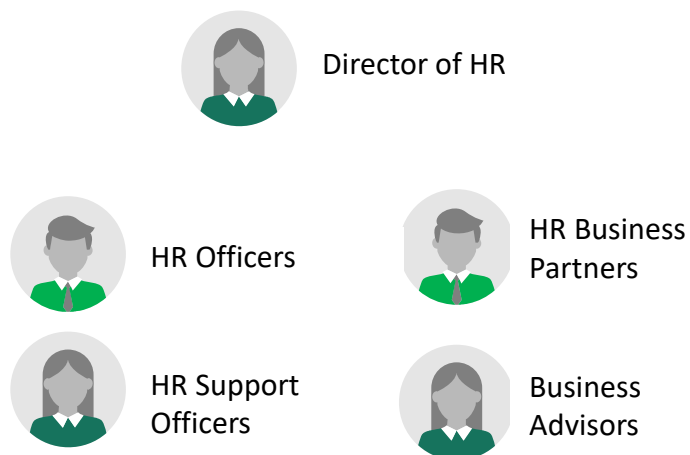 Director of HR
HR Officers
HR Business
Partners
HR Support
Officers
Business
Advisors